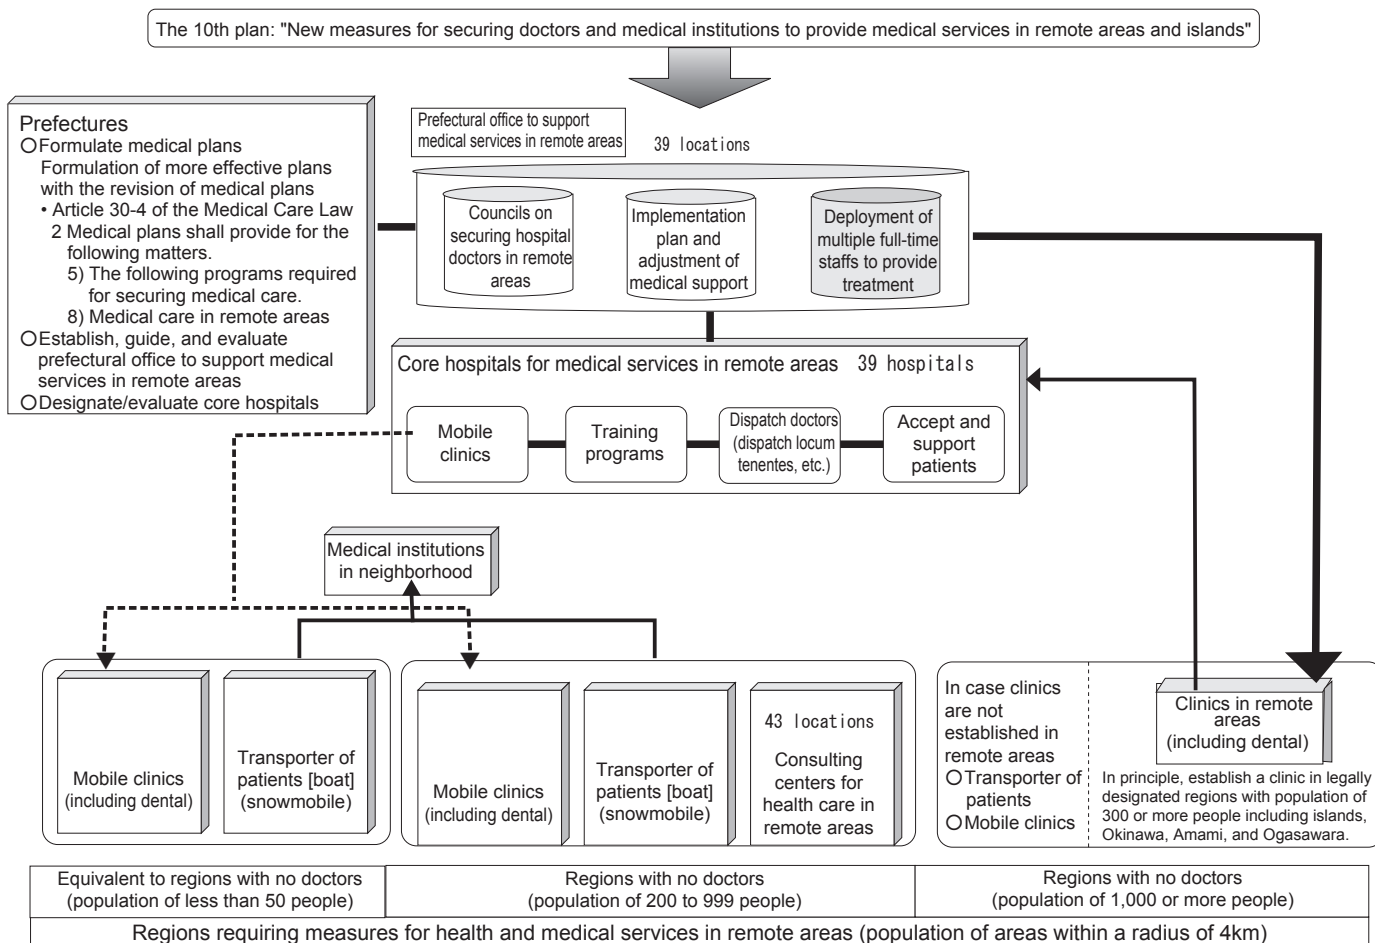 The 10th plan: "New measures for securing doctors and medical institutions to provide medical services in remote areas and islands"
Prefectures
○Formulate medical plans
Formulation of more effective plans
with the revision of medical plans
• Article 30-4 of the Medical Care Law
2 Medical plans shall provide for the
following matters.
5) The following programs required
for securing medical care.
8) Medical care in remote areas
○Establish, guide, and evaluate
prefectural office to support medical
services in remote areas
○Designate/evaluate core hospitals
Prefectural office to support
medical services in remote areas
39 locations
Councils on
securing hospital
doctors in remote
areas
Implementation
plan and
adjustment of
medical support
Deployment of
multiple full-time
staffs to provide
treatment
Core hospitals for medical services in remote areas 39 hospitals
Mobile
clinics
Training
programs
Dispatch doctors
(dispatch locum
tenentes, etc.)
Accept and
support
patients
Medical institutions
in neighborhood
Mobile clinics
(including dental)
Transporter of
patients [boat]
(snowmobile)
Mobile clinics
(including dental)
Transporter of
patients [boat]
(snowmobile)
43 locations
Consulting
centers for
health care in
remote areas
In case clinics
are not
established in
remote areas
○Transporter of
patients
○Mobile clinics
Clinics in remote
areas
(including dental)
In principle, establish a clinic in legally
designated regions with population of
300 or more people including islands,
Okinawa, Amami, and Ogasawara.
Equivalent to regions with no doctors
(population of less than 50 people)
Regions with no doctors
(population of 200 to 999 people)
Regions with no doctors
(population of 1,000 or more people)
Regions requiring measures for health and medical services in remote areas (population of areas within a radius of 4km)